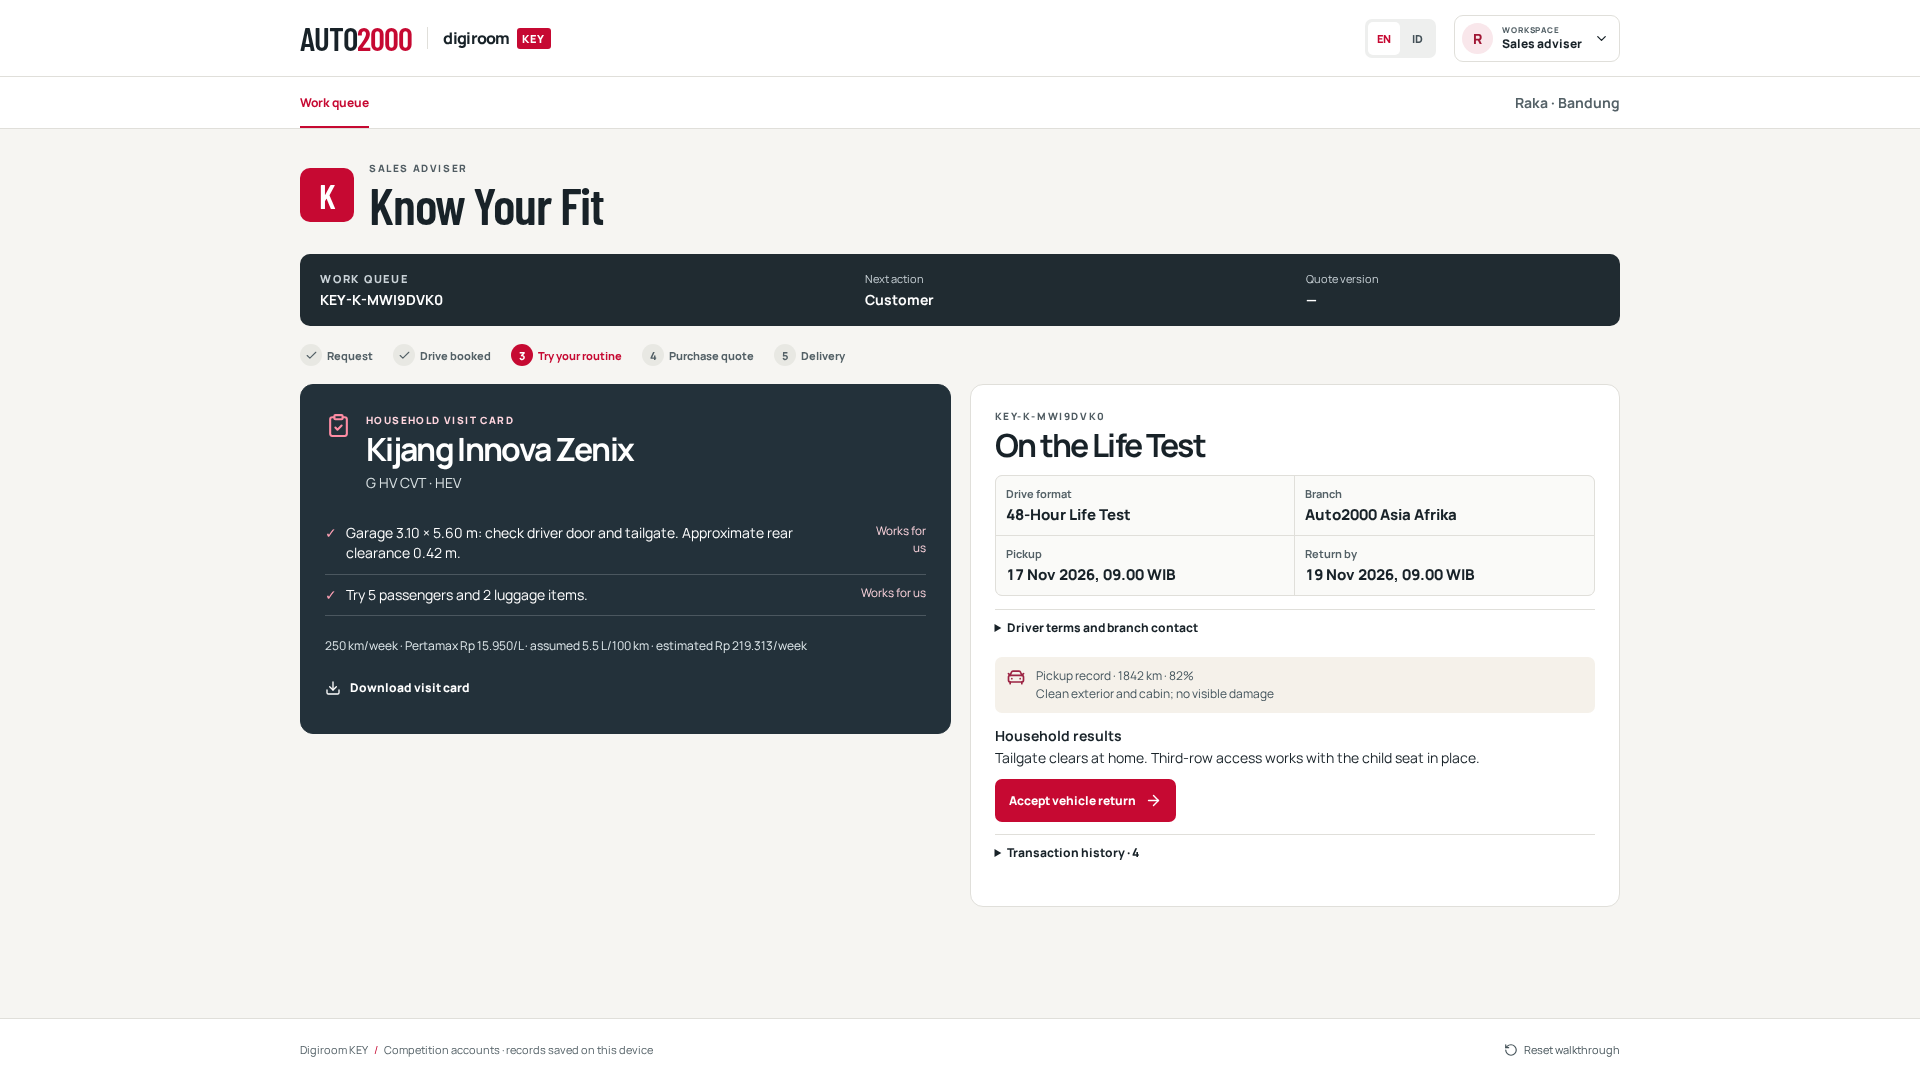 AUTO2000
digiroom KEY
EN ID
R
WORKSPACE
Sales adviser
Work queue
Raka · Bandung
K
SALES ADVISER
Know Your Fit
WORK QUEUE
KEY-K-MWI9DVK0
Next action
Customer
Quote version
—
Request
Drive booked
3 Try your routine
4 Purchase quote
5 Delivery
HOUSEHOLD VISIT CARD
Kijang Innova Zenix
G HV CVT · HEV
✓ Garage 3.10 × 5.60 m: check driver door and tailgate. Approximate rear
clearance 0.42 m.
Works for
us
✓ Try 5 passengers and 2 luggage items.
Works for us
250 km/week · Pertamax Rp 15.950/L · assumed 5.5 L/100 km · estimated Rp 219.313/week
Download visit card
KEY-K-MWI9DVK0
On the Life Test
Drive format
48-Hour Life Test
Branch
Auto2000 Asia Afrika
Pickup
17 Nov 2026, 09.00 WIB
Return by
19 Nov 2026, 09.00 WIB
Driver terms and branch contact
Pickup record · 1842 km · 82%
Clean exterior and cabin; no visible damage
Household results
Tailgate clears at home. Third-row access works with the child seat in place.
Accept vehicle return
Transaction history · 4
Digiroom KEY / Competition accounts · records saved on this device
Reset walkthrough